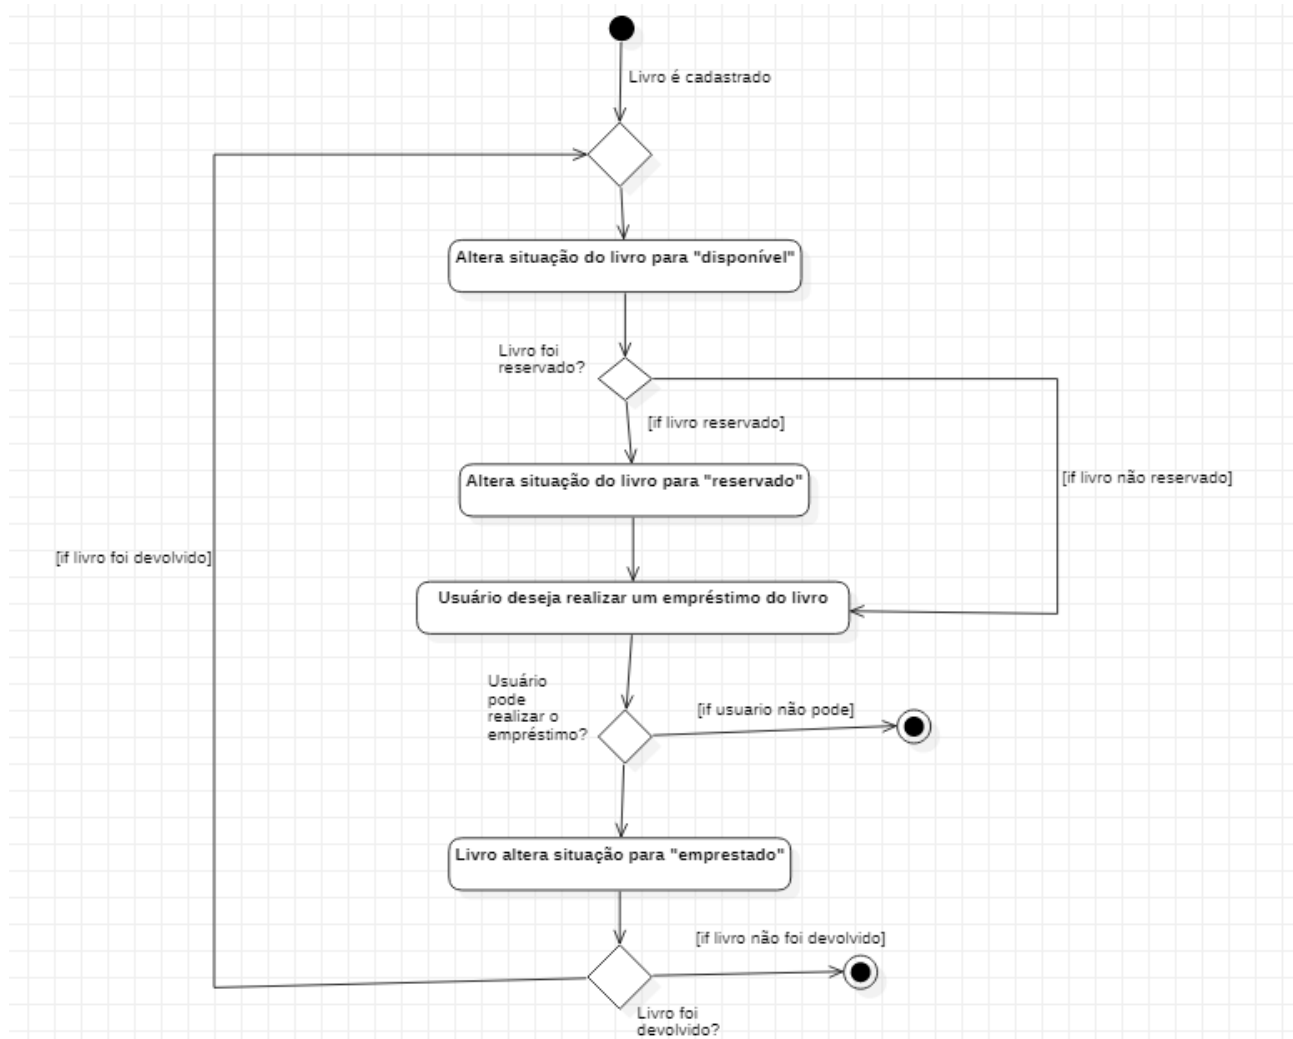 Livro é cadastrado
Altera situação do livro para "disponível"
Livro foi
reservado?
[if livro reservado]
Altera situação do livro para "reservado"
[if livro não reservado]
[if livro foi devolvido]
Usuário deseja realizar um empréstimo do livro
Usuário
pode
realizar o
empréstimo?
[if usuario não pode]
Livro altera situação para "emprestado"
[if livro não foi devolvido]
Livro foi
devolvido?